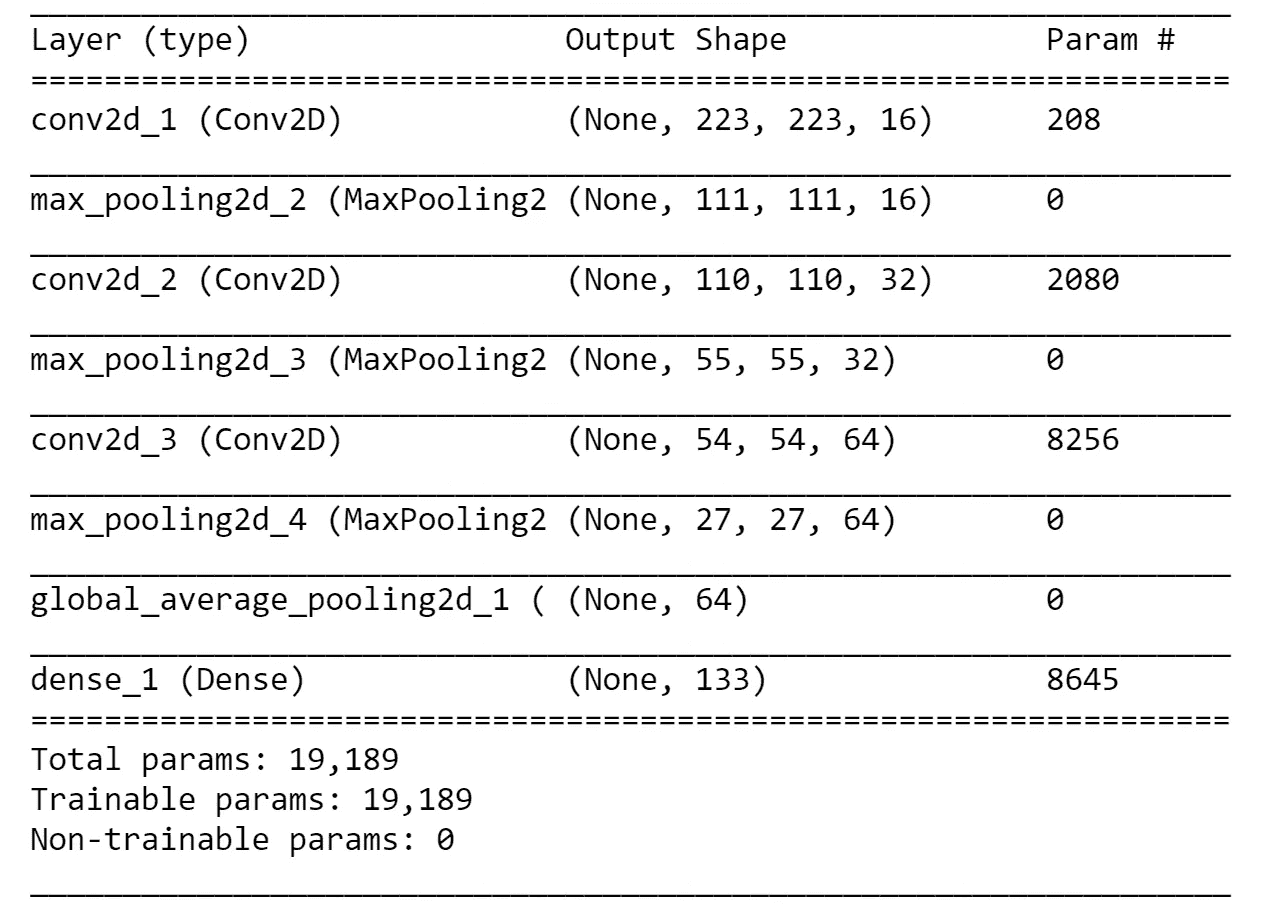 Layer (type) Output Shape Param #
=================================================================
conv2d_1 (Conv2D) (None, 223, 223, 16) 208
max_pooling2d_2 (MaxPooling2 (None, 111, 111, 16) 0
conv2d_2 (Conv2D) (None, 110, 110, 32) 2080
max_pooling2d_3 (MaxPooling2 (None, 55, 55, 32) 0
conv2d_3 (Conv2D) (None, 54, 54, 64) 8256
max_pooling2d_4 (MaxPooling2 (None, 27, 27, 64) 0
global_average_pooling2d_1 ( (None, 64) 0
dense_1 (Dense) (None, 133) 8645
=================================================================
Total params: 19,189
Trainable params: 19,189
Non-trainable params: 0